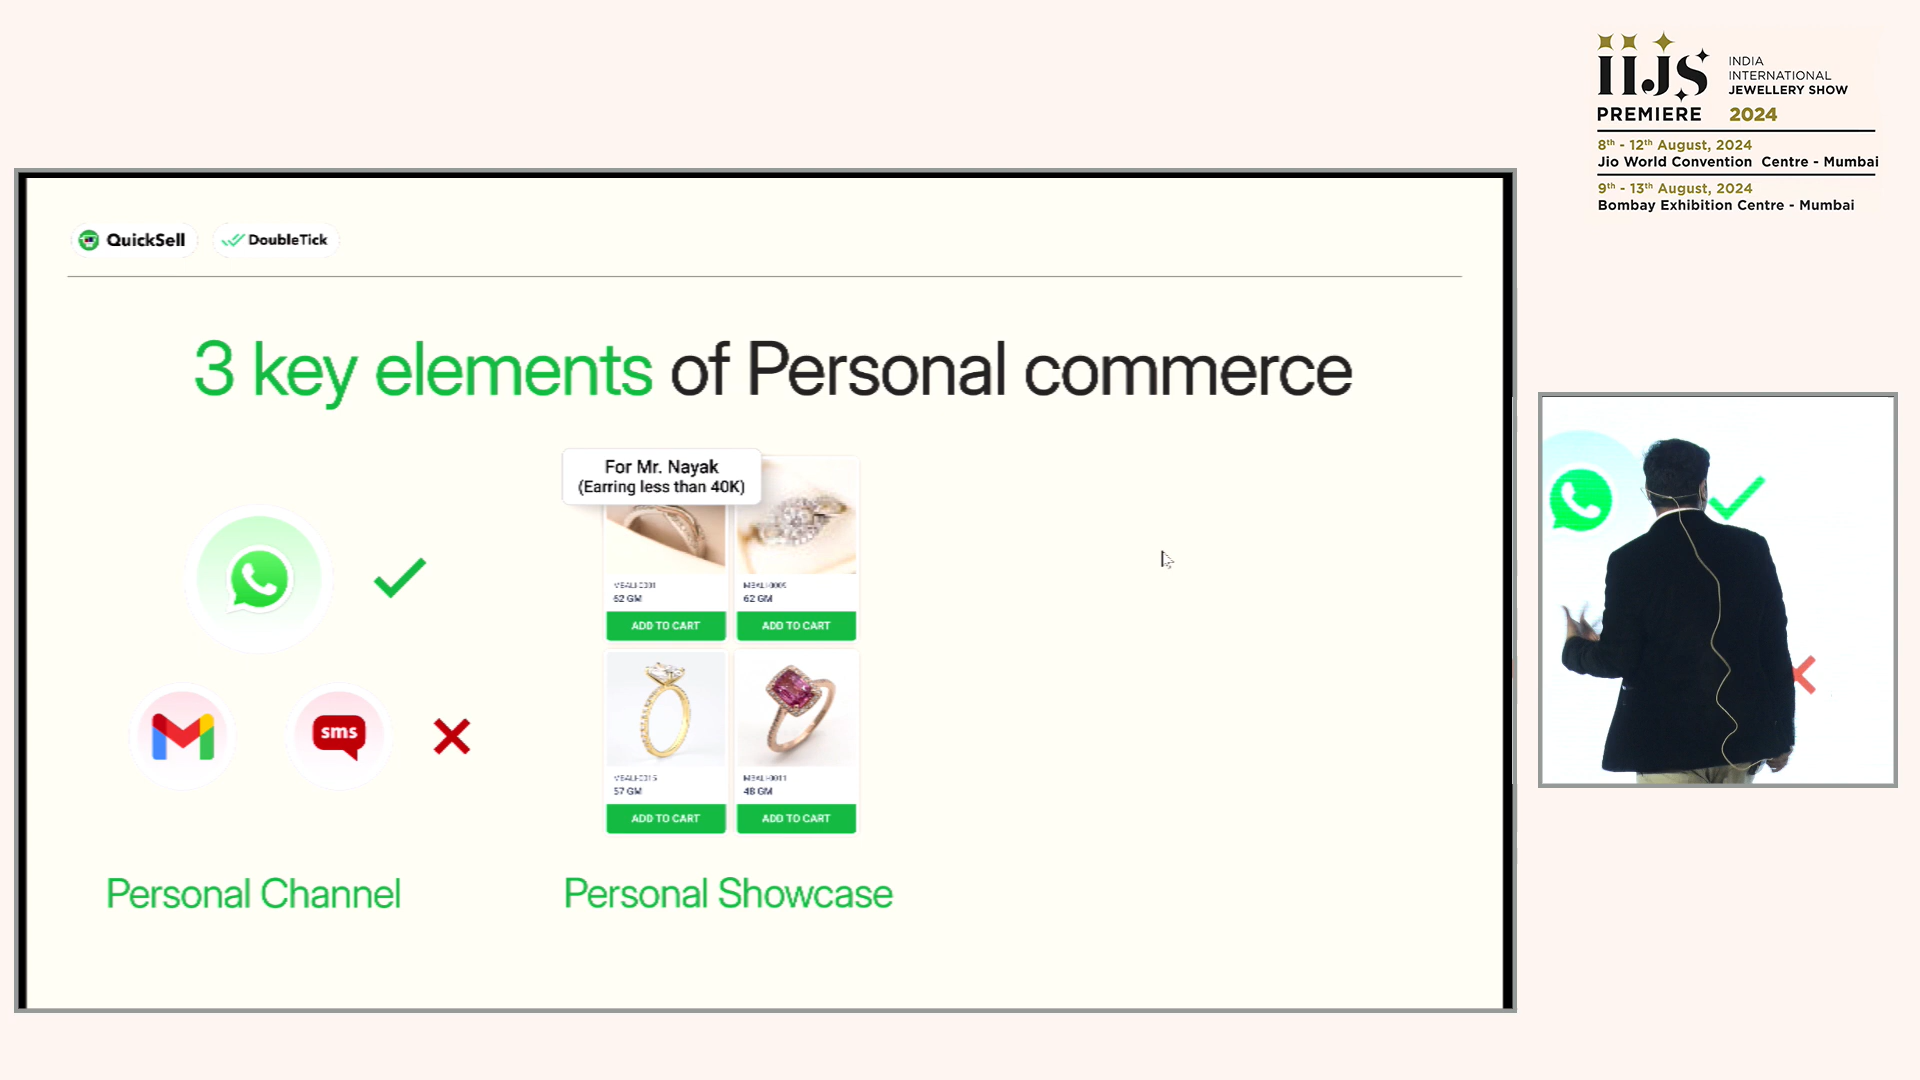 iijs
INDIA
INTERNATIONAL
JEWELLERY SHOW
PREMIERE 2024
8th - 12th August, 2024
Jio World Convention Centre - Mumbai
9th - 13th August, 2024
Bombay Exhibition Centre - Mumbai
QuickSell DoubleTick
3 key elements of Personal commerce
For Mr. Nayak
(Earring less than 40K)
62 GM 62 GM
ADD TO CART ADD TO CART
57 GM 48 GM
ADD TO CART ADD TO CART
sms
Personal Channel Personal Showcase